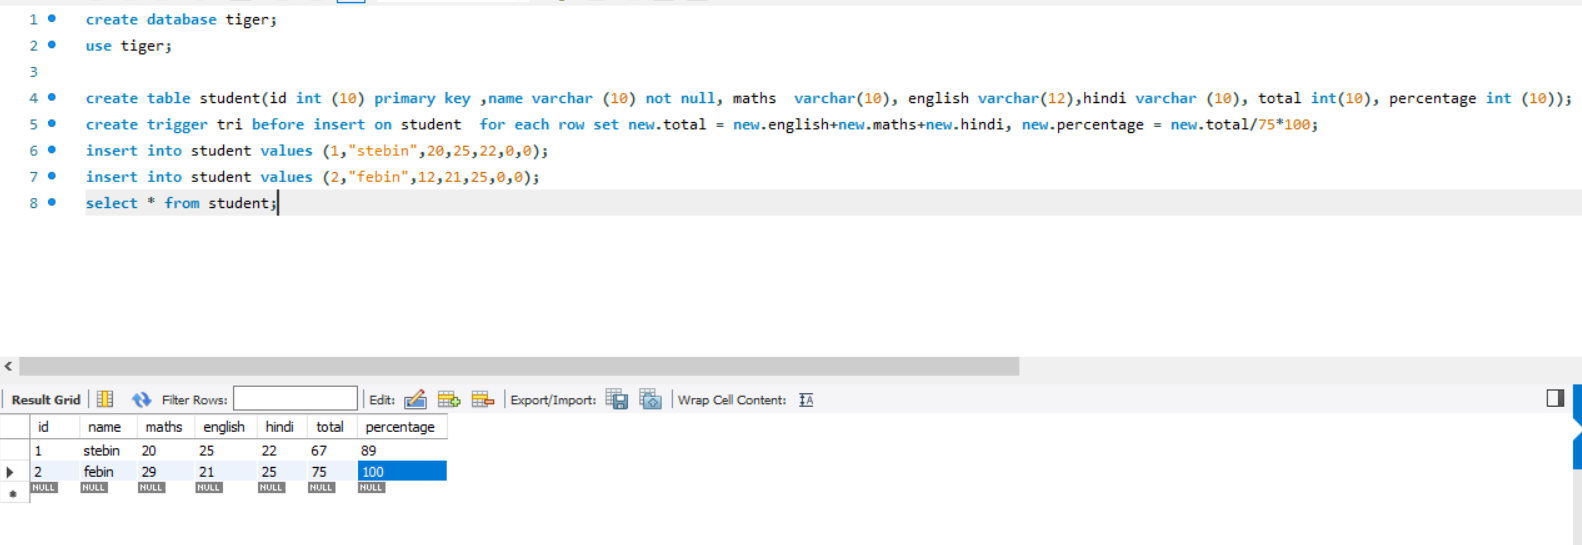 1 create database tiger;
2 use tiger;
3
4 create table student(id int (10) primary key ,name varchar (10) not null, maths  varchar(10), english varchar(12),hindi varchar (10), total int(10), percentage int (10));
5 create trigger tri before insert on student  for each row set new.total = new.english+new.maths+new.hindi, new.percentage = new.total/75*100;
6 insert into student values (1,"stebin",20,25,22,0,0);
7 insert into student values (2,"febin",12,21,25,0,0);
8 select * from student;
Result Grid Filter Rows: Edit: Export/Import: Wrap Cell Content: IA
id name maths english hindi total percentage
1 stebin 20 25 22 67 89
2 febin 29 21 25 75 100
NULL NULL NULL NULL NULL NULL NULL